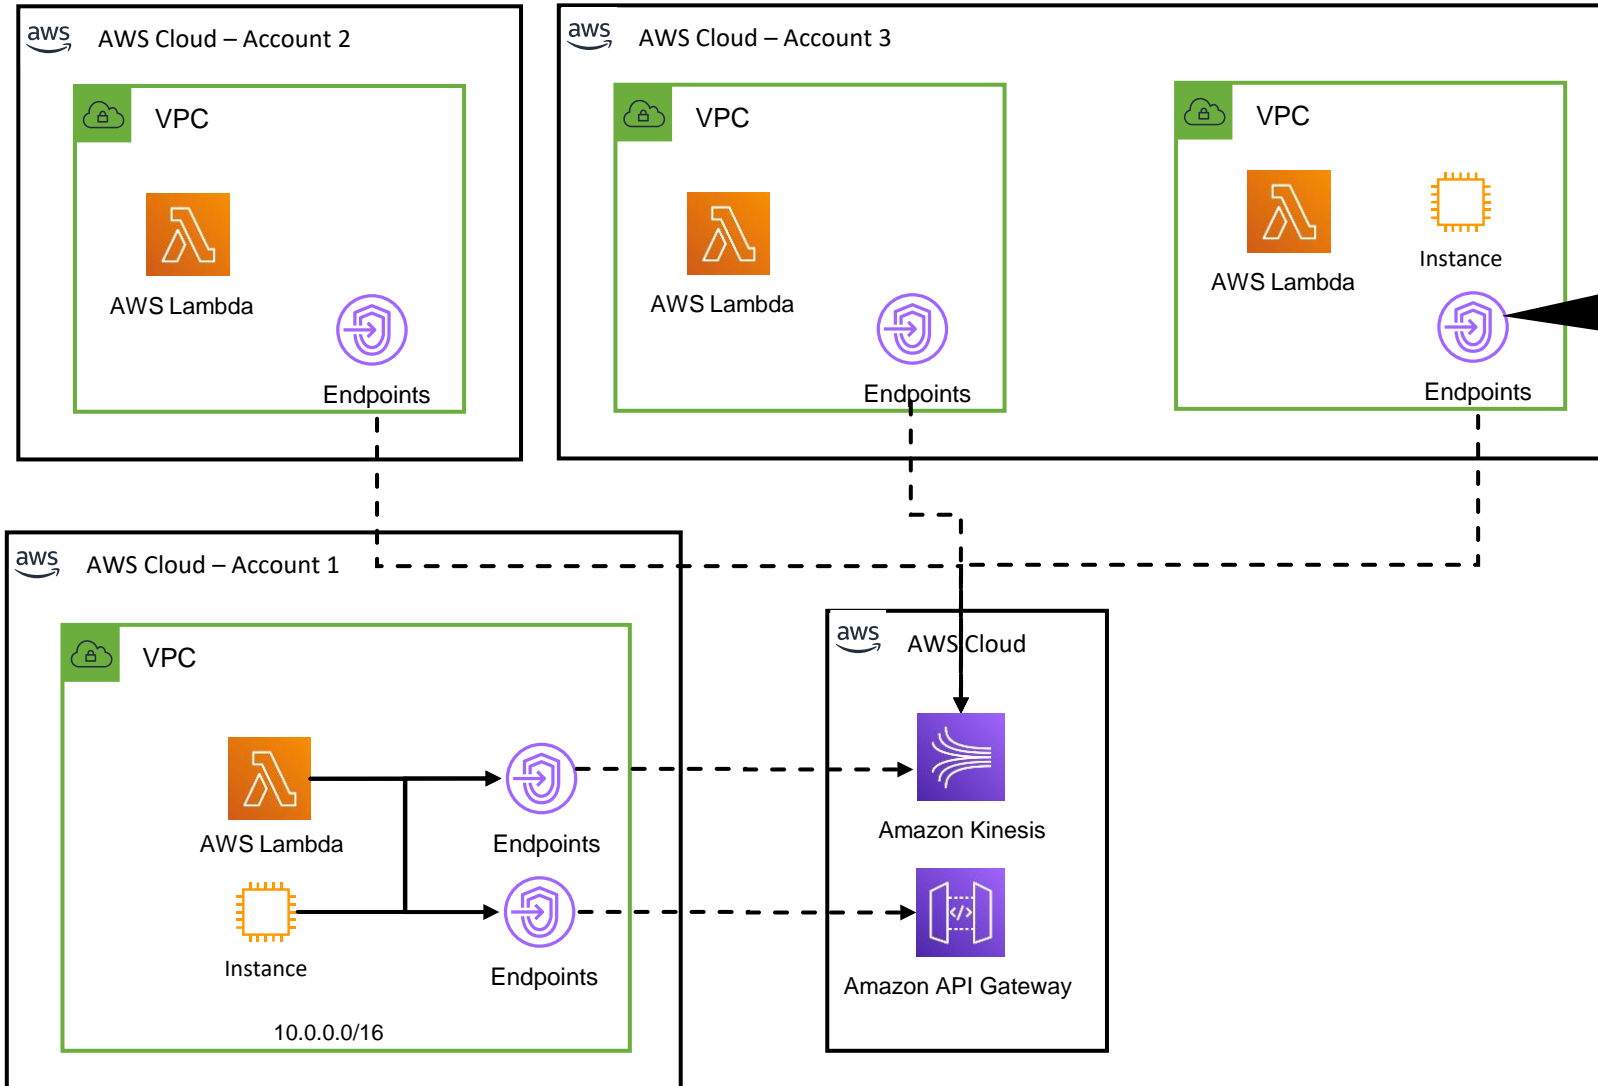 aws
AWS Cloud – Account 2
VPC
AWS Lambda
Endpoints
aws
AWS Cloud – Account 3
VPC
AWS Lambda
Endpoints
VPC
AWS Lambda
Instance
Endpoints
aws
AWS Cloud – Account 1
VPC
AWS Lambda
Endpoints
Instance
Endpoints
10.0.0.0/16
aws
AWS Cloud
Amazon Kinesis
</>
Amazon API Gateway